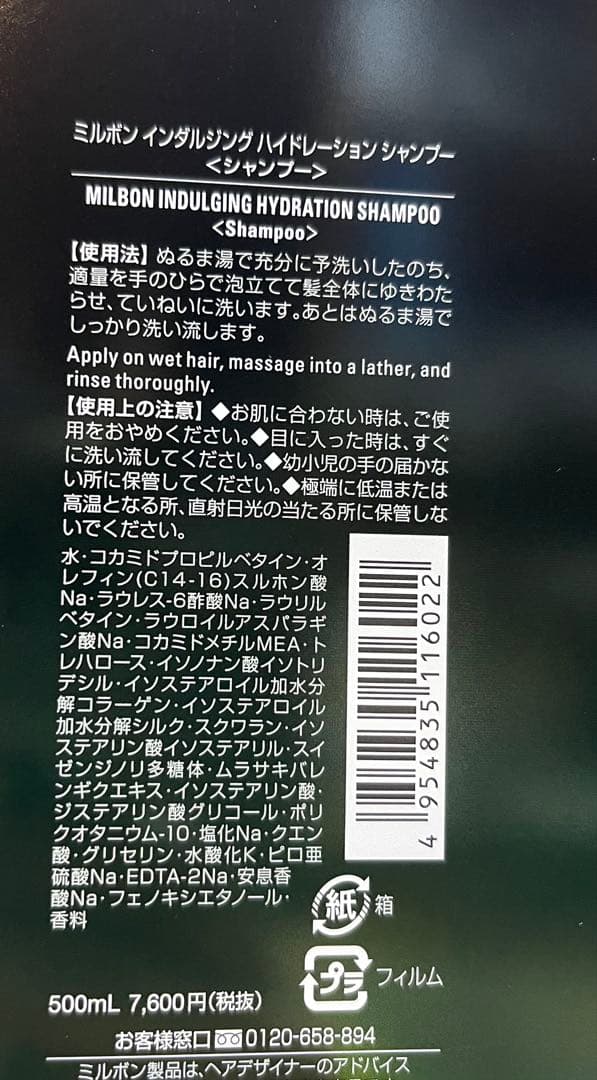 ミルボン インダルジング ハイドレーション シャンプー
<シャンプー>
MILBON INDULGING HYDRATION SHAMPOO
<Shampoo>
【使用法】ぬるま湯で充分に予洗いしたのち、
適量を手のひらで泡立てて髪全体にゆきわた
らせ、ていねいに洗います。あとはぬるま湯で
しっかり洗い流します。
Apply on wet hair, massage into a lather, and
rinse thoroughly.
【使用上の注意】◆お肌に合わない時は、ご使
用をおやめください。◆目に入った時は、すぐ
に洗い流してください。◆幼小児の手の届かな
い所に保管してください。◆極端に低温または
高温となる所、直射日光の当たる所に保管しな
いでください。
水・コカミドプロピルベタイン・オ
レフィン(C14-16)スルホン酸
Na・ラウレス-6酢酸Na・ラウリル
ベタイン・ラウロイルアスパラギ
ン酸Na・コカミドメチルMEA・ト
レハロース・イソノナン酸イソトリ
デシル・イソステアロイル加水分
解コラーゲン・イソステアロイル
加水分解シルク・スクワラン・イソ
ステアリン酸イソステアリル・スイ
ゼンジノリ多糖体・ムラサキバレ
ンギクエキス・イソステアリン酸・
ジステアリン酸グリコール・ポリ
クオタニウム-10・塩化Na・クエン
酸・グリセリン・水酸化K・ピロ亜
硫酸Na・EDTA-2Na・安息香
酸Na・フェノキシエタノール・
香料
4 954835 116022
紙 箱
プラ フィルム
500mL 7,600円(税抜)
お客様窓口 0120-658-894
ミルボン製品は、ヘアデザイナーのアドバイス